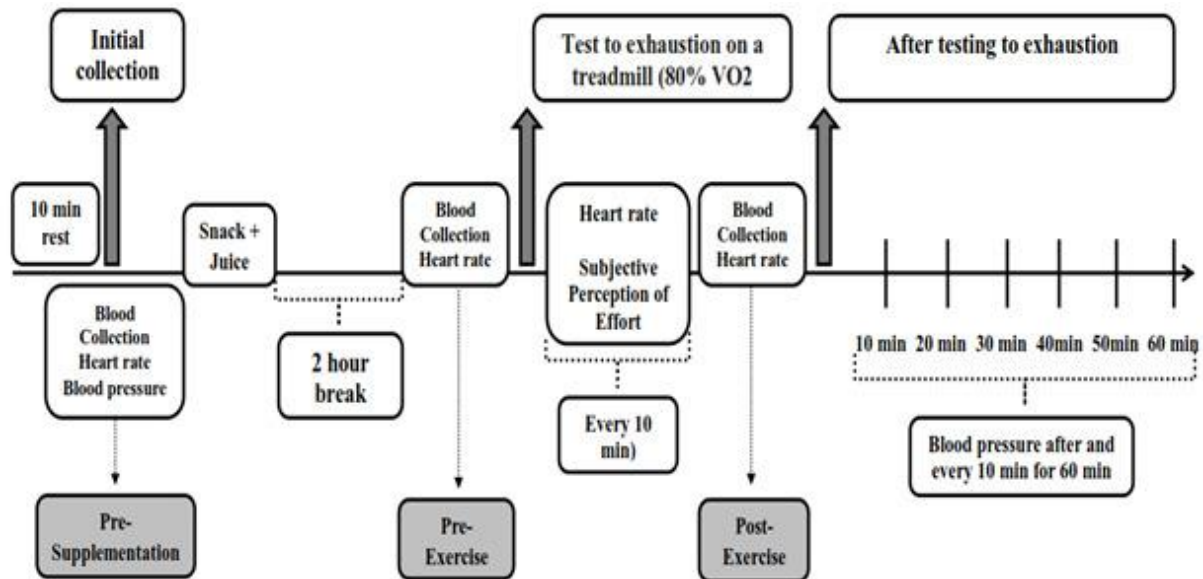 Initial
collection
Test to exhaustion on a
treadmill (80% VO2
After testing to exhaustion
10 min
rest
Snack +
Juice
Blood
Collection
Heart rate
Heart rate
Subjective
Perception of
Effort
Blood
Collection
Heart rate
Blood
Collection
Heart rate
Blood pressure
2 hour
break
Every 10
min)
10 min 20 min 30 min 40min 50min 60 min
Blood pressure after and
every 10 min for 60 min
Pre-
Supplementation
Pre-
Exercise
Post-
Exercise